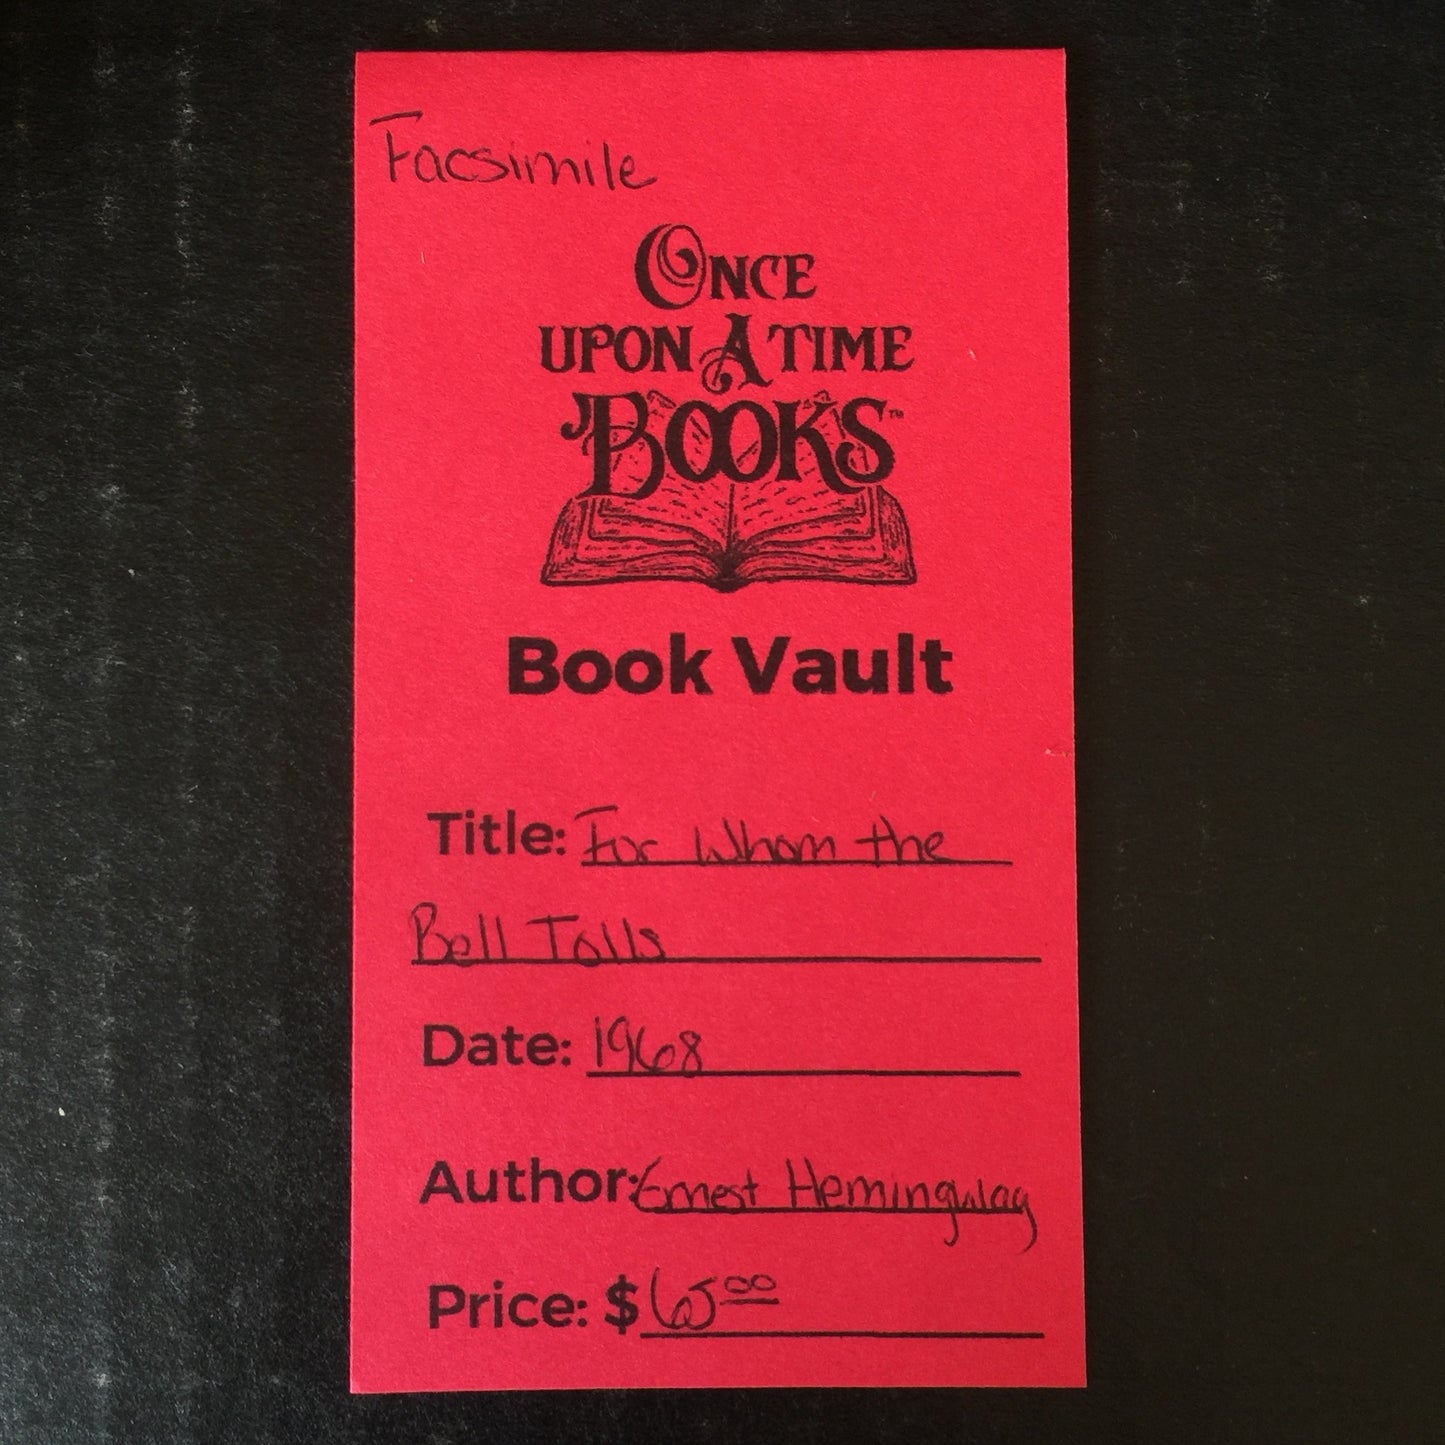 Facsimile
ONCE
UPON A TIME
BOOKS™
Book Vault
Title: For Whom the
Bell Tolls
Date: 1968
Author: Ernest Hemingway
Price: $65.00